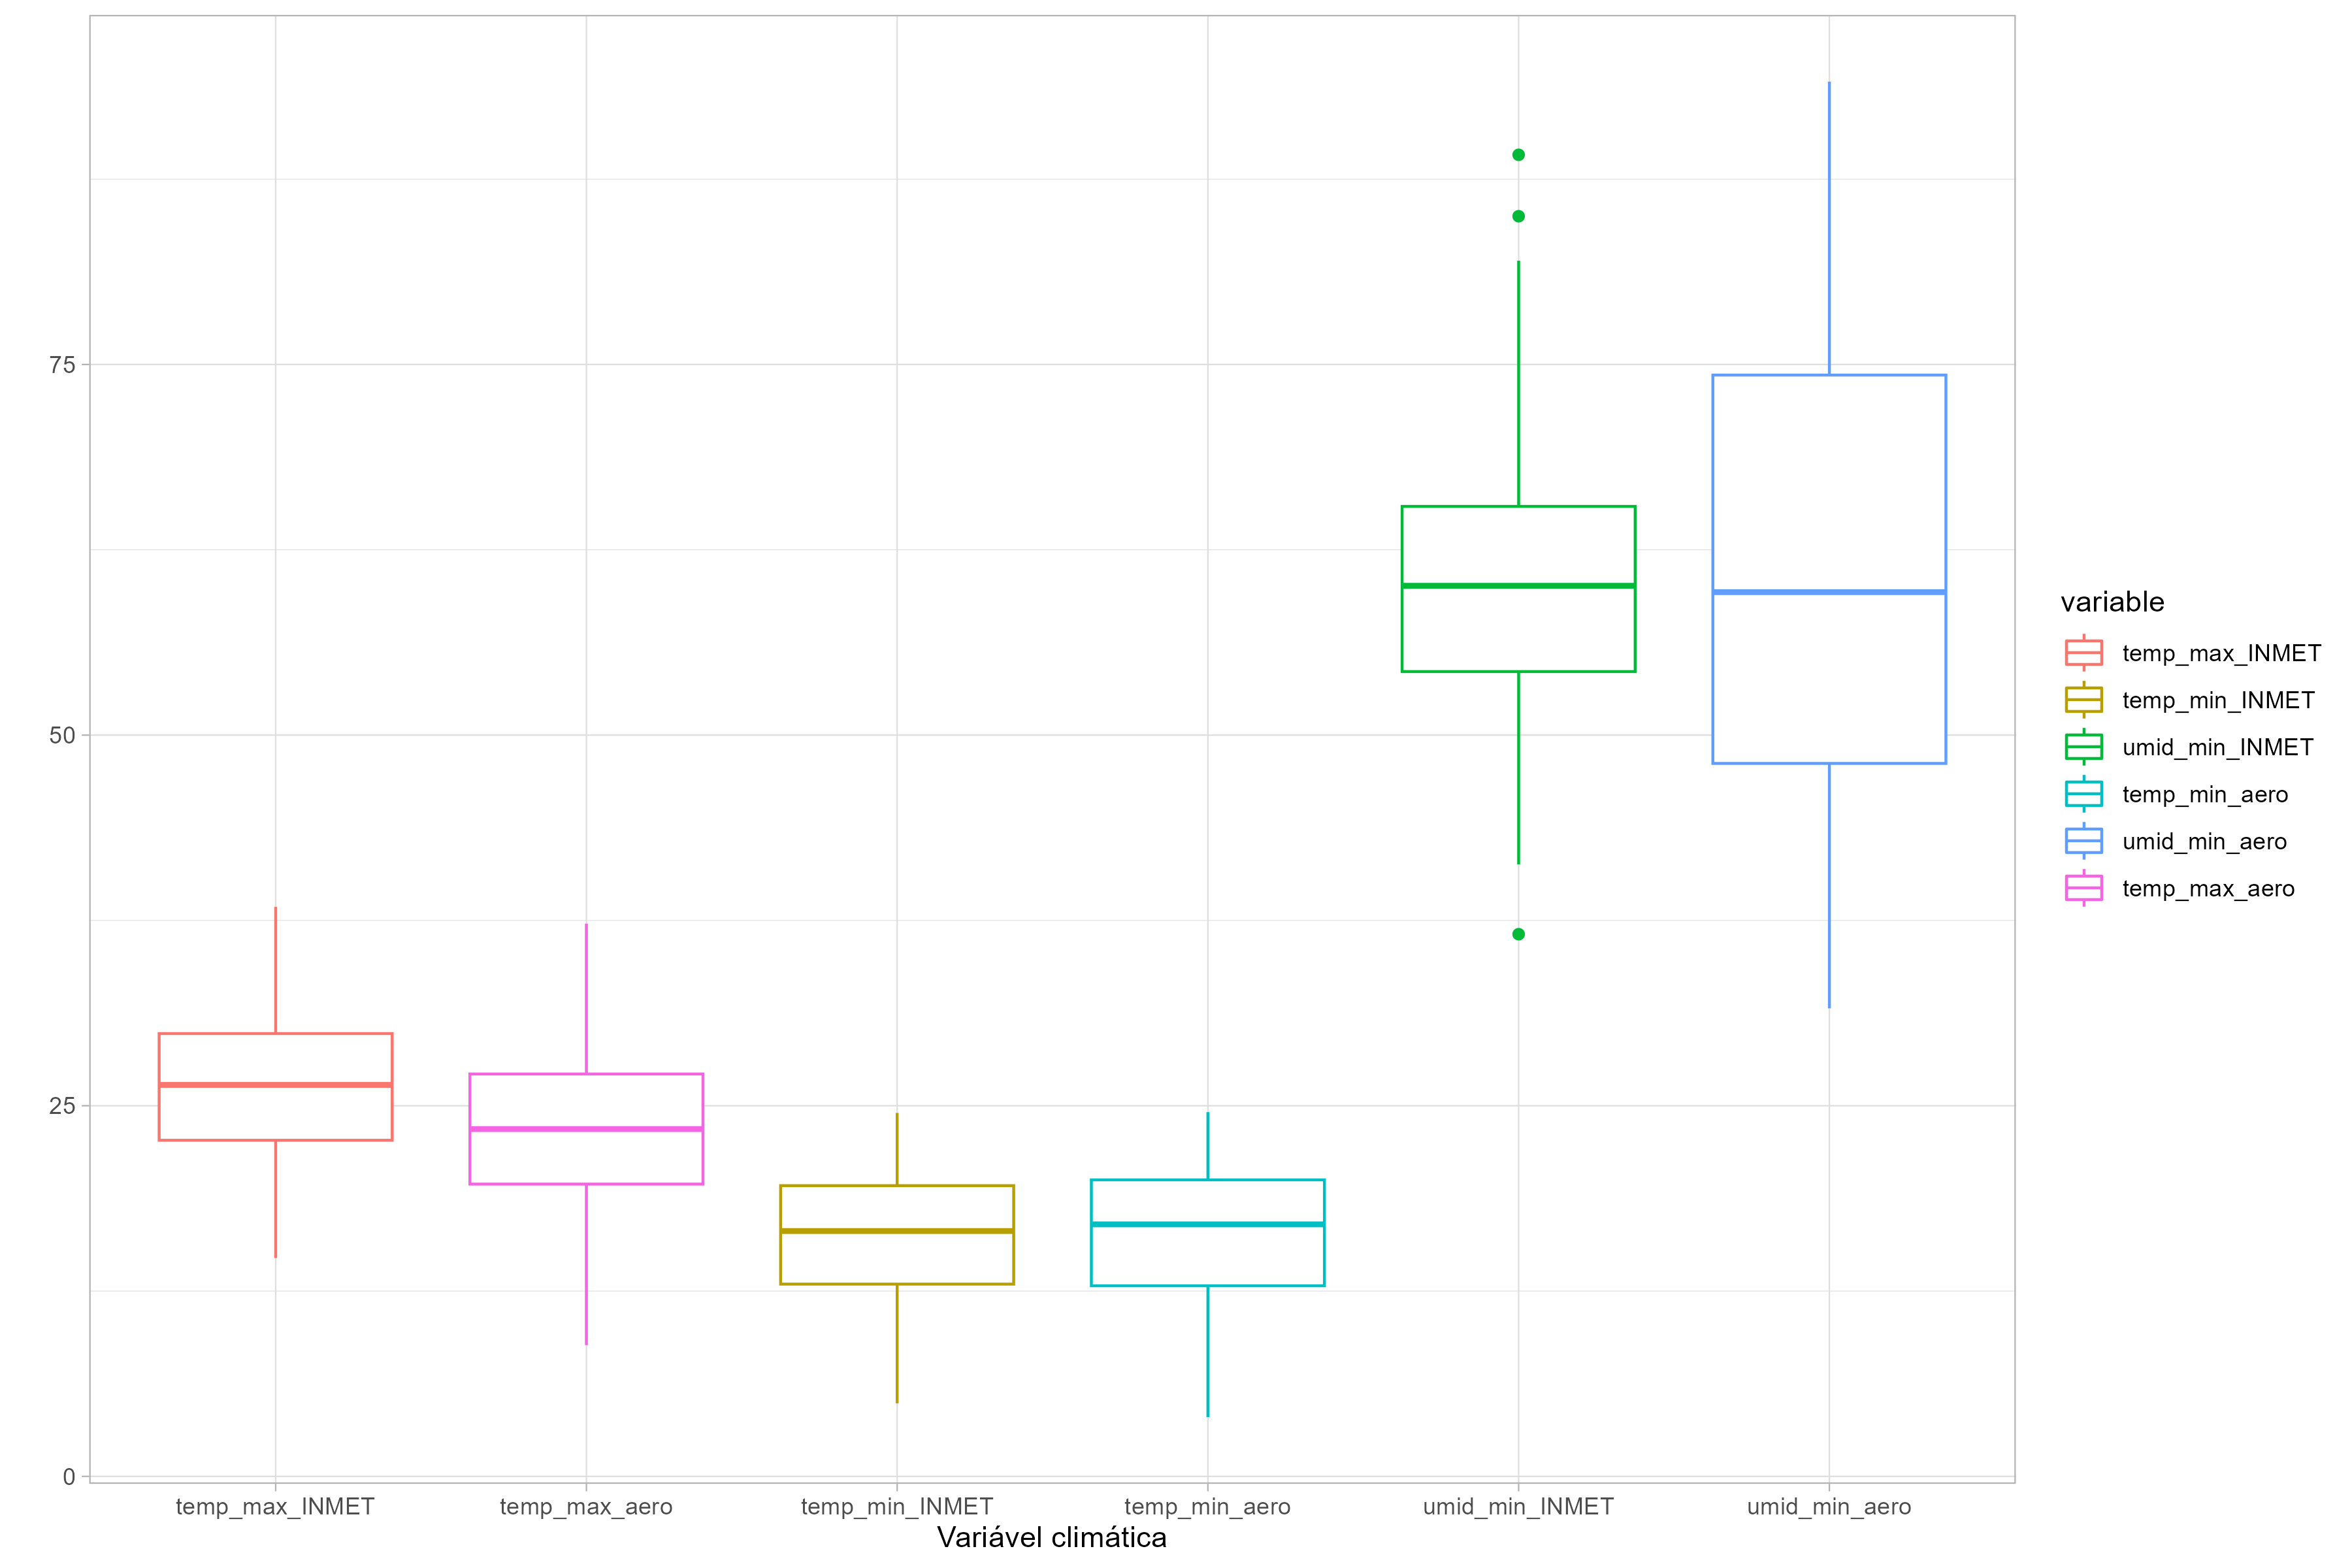 75
50
25
0
temp_max_INMET
temp_max_aero
temp_min_INMET
temp_min_aero
umid_min_INMET
umid_min_aero
Variável climática
variable
temp_max_INMET
temp_min_INMET
umid_min_INMET
temp_min_aero
umid_min_aero
temp_max_aero